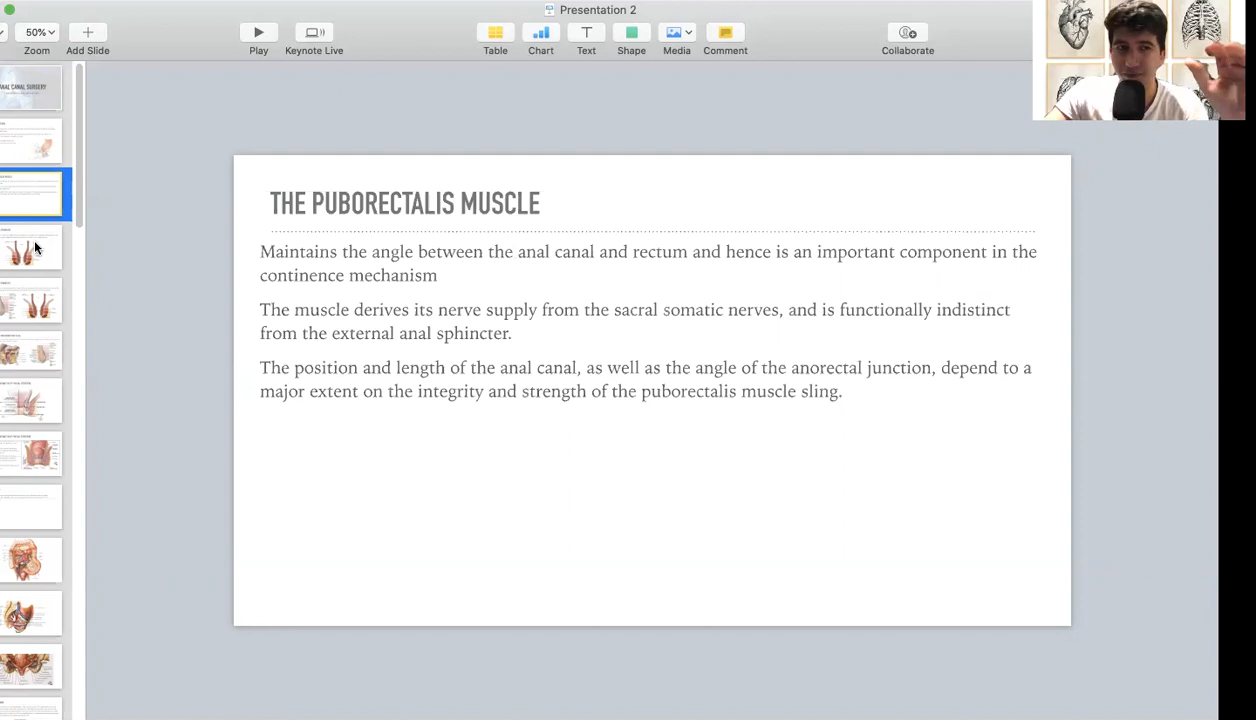 Presentation 2
50%
Zoom
Add Slide
Play
Keynote Live
Table
Chart
Text
Shape
Media
Comment
Collaborate
ANAL CANAL SURGERY
THE PUBORECTALIS MUSCLE
Maintains the angle between the anal canal and rectum and hence is an important component in the
continence mechanism
The muscle derives its nerve supply from the sacral somatic nerves, and is functionally indistinct
from the external anal sphincter.
The position and length of the anal canal, as well as the angle of the anorectal junction, depend to a
major extent on the integrity and strength of the puborectalis muscle sling.